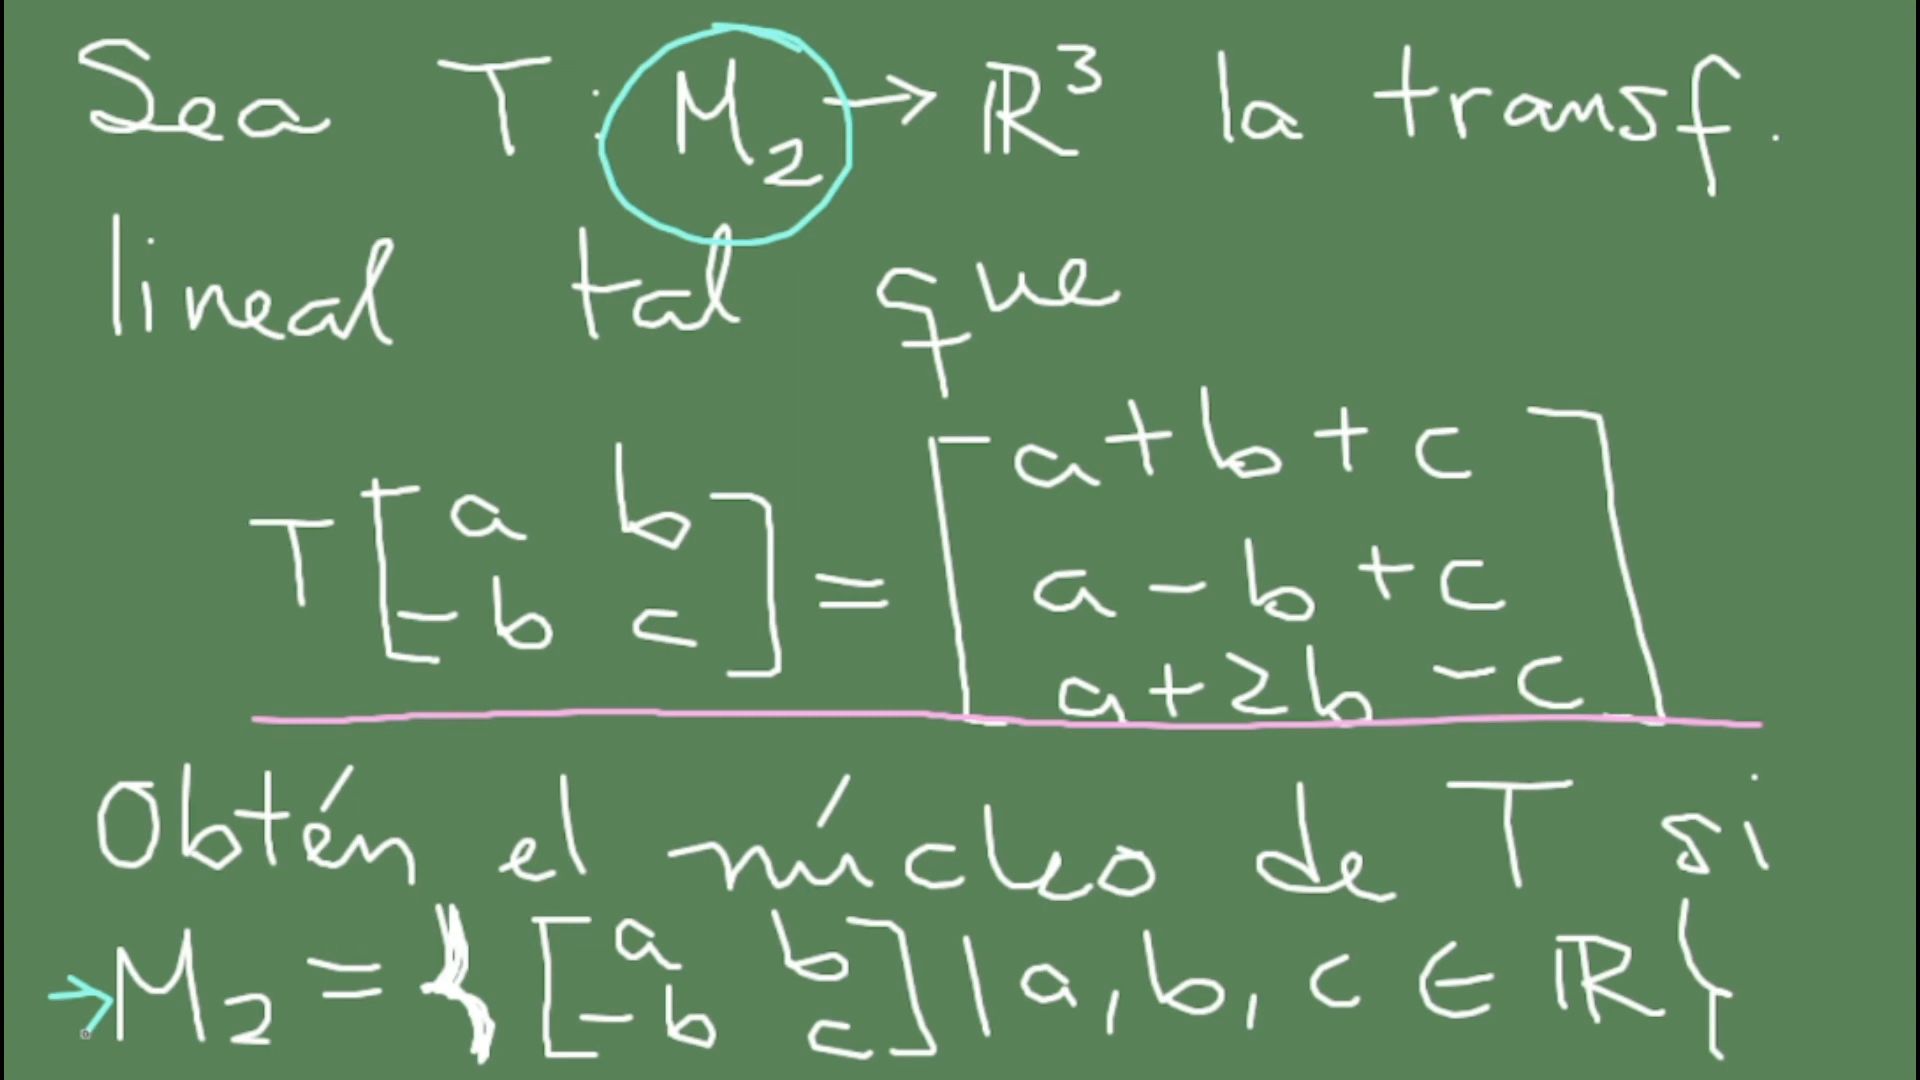 Sea T: M₂ → ℝ³ la transf.
lineal tal que
T [a b; -b c] = [a+b+c; a-b+c; a+2b-c]
Obtén el núcleo de T si
→ M₂ = { [a b; -b c] | a, b, c ∈ ℝ }